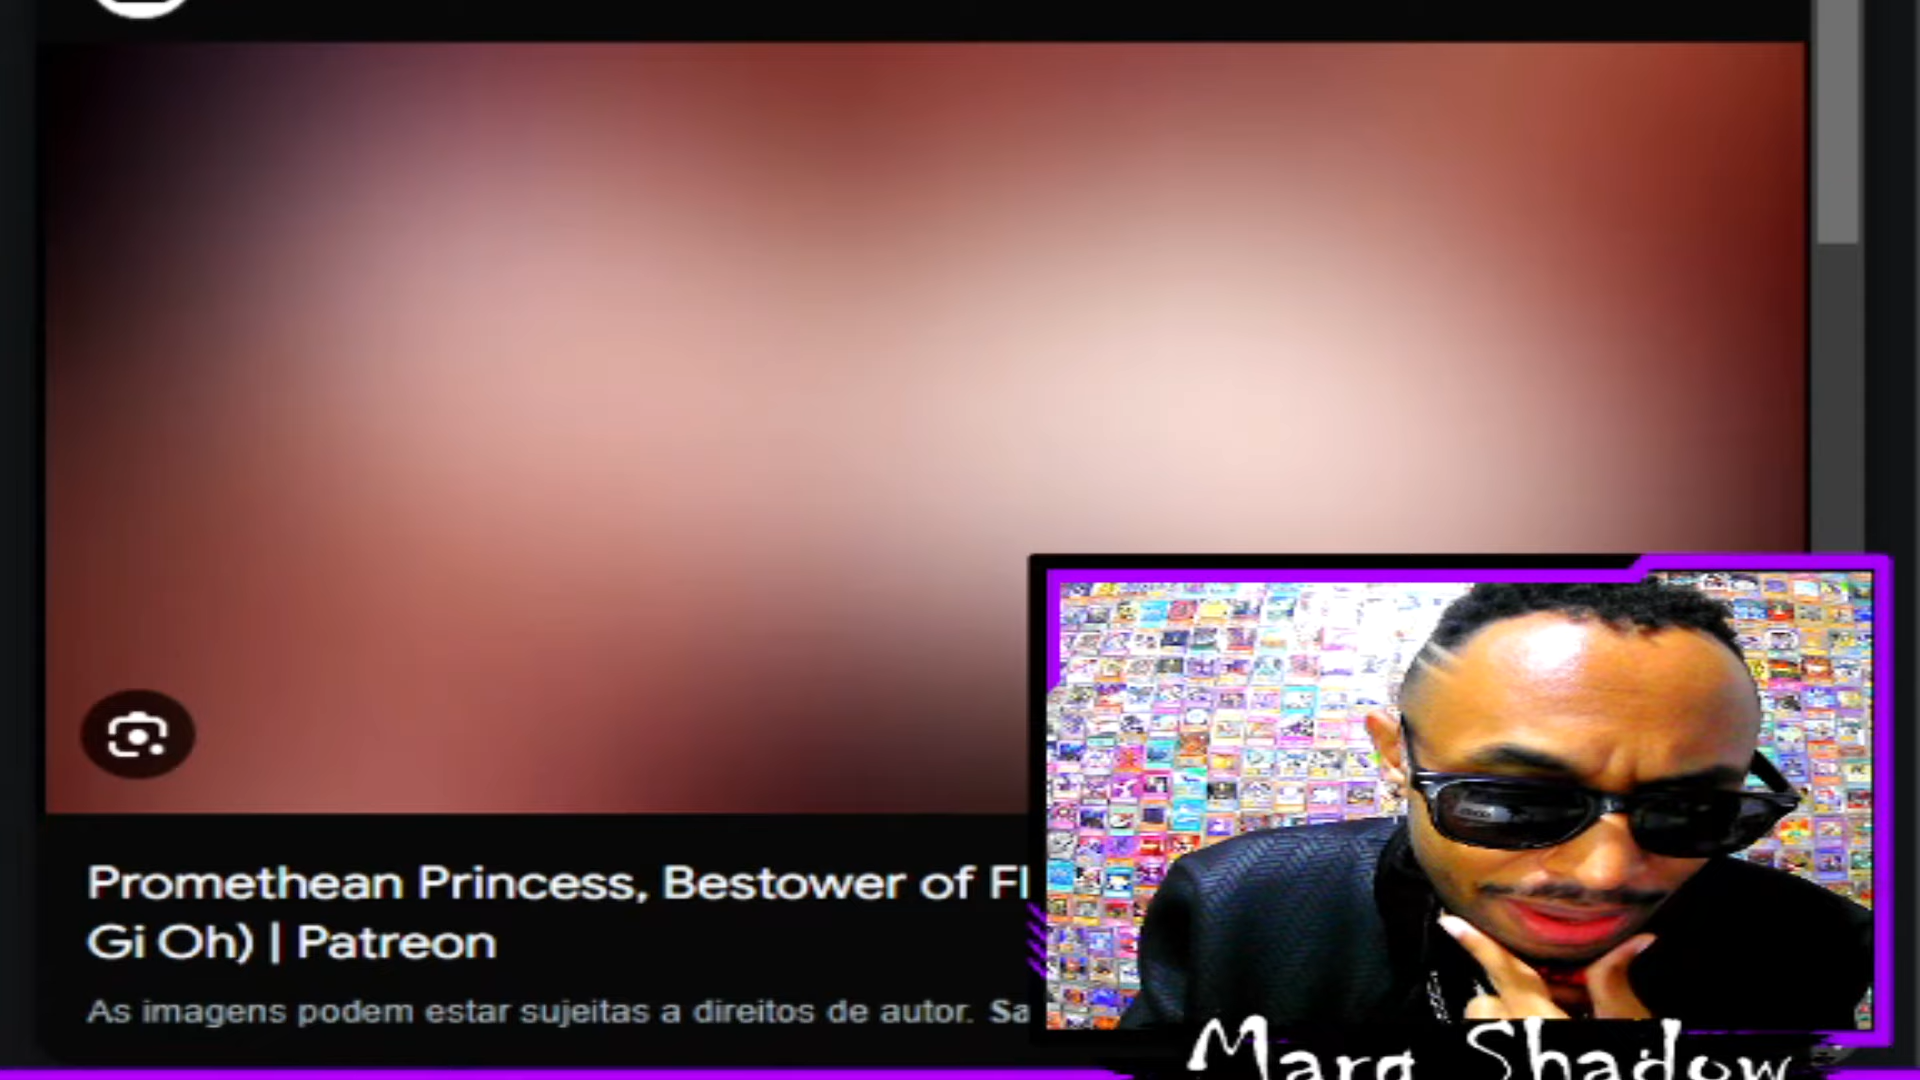 Promethean Princess, Bestower of Fl
Gi Oh) | Patreon
As imagens podem estar sujeitas a direitos de autor. Sa
Marq Shadow